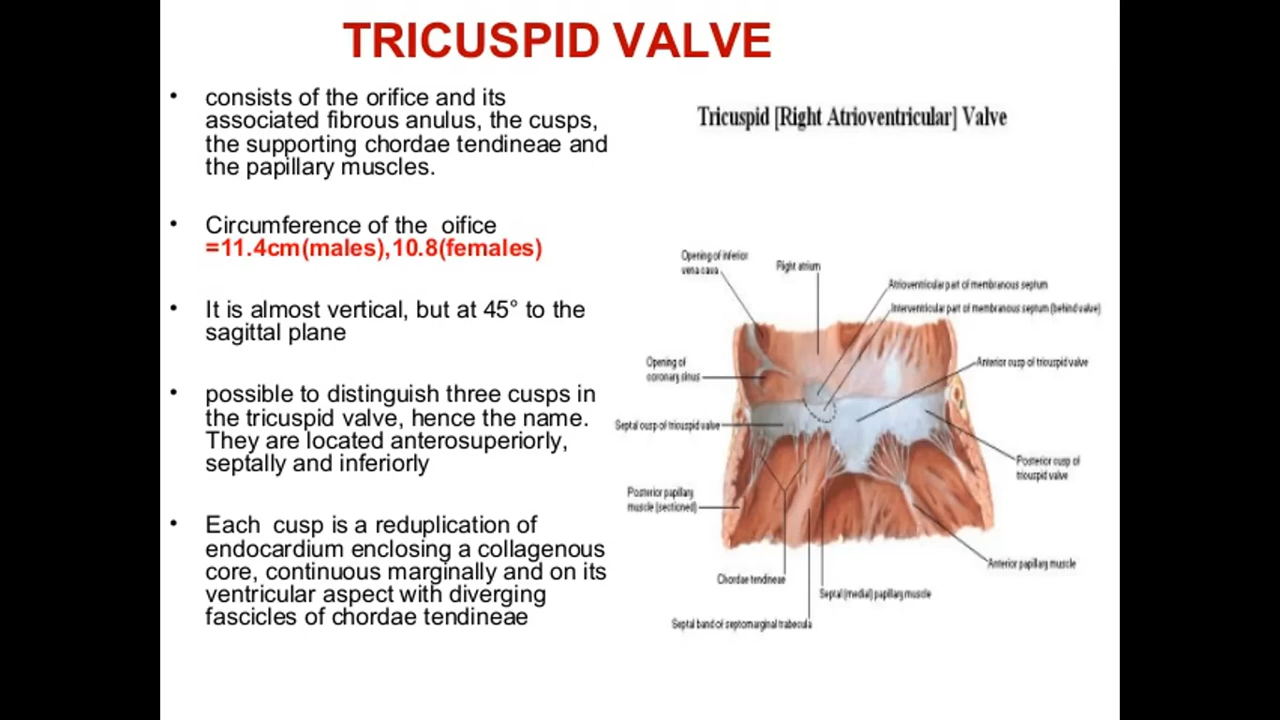 TRICUSPID VALVE
• consists of the orifice and its
associated fibrous anulus, the cusps,
the supporting chordae tendineae and
the papillary muscles.
• Circumference of the oifice
=11.4cm(males),10.8(females)
• It is almost vertical, but at 45° to the
sagittal plane
• possible to distinguish three cusps in
the tricuspid valve, hence the name.
They are located anterosuperiorly,
septally and inferiorly
• Each cusp is a reduplication of
endocardium enclosing a collagenous
core, continuous marginally and on its
ventricular aspect with diverging
fascicles of chordae tendineae
Tricuspid [Right Atrioventricular] Valve
Opening of inferior
vena cava
Right atrium
Atrioventricular part of membranous septum
Interventricular part of membranous septum (behind valve)
Opening of
coronary sinus
Anterior cusp of tricuspid valve
Septal cusp of tricuspid valve
Posterior cusp of
tricuspid valve
Posterior papillary
muscle (sectioned)
Anterior papillary muscle
Chordae tendineae
Septal (medial) papillary muscle
Septal band of septomarginal trabecula